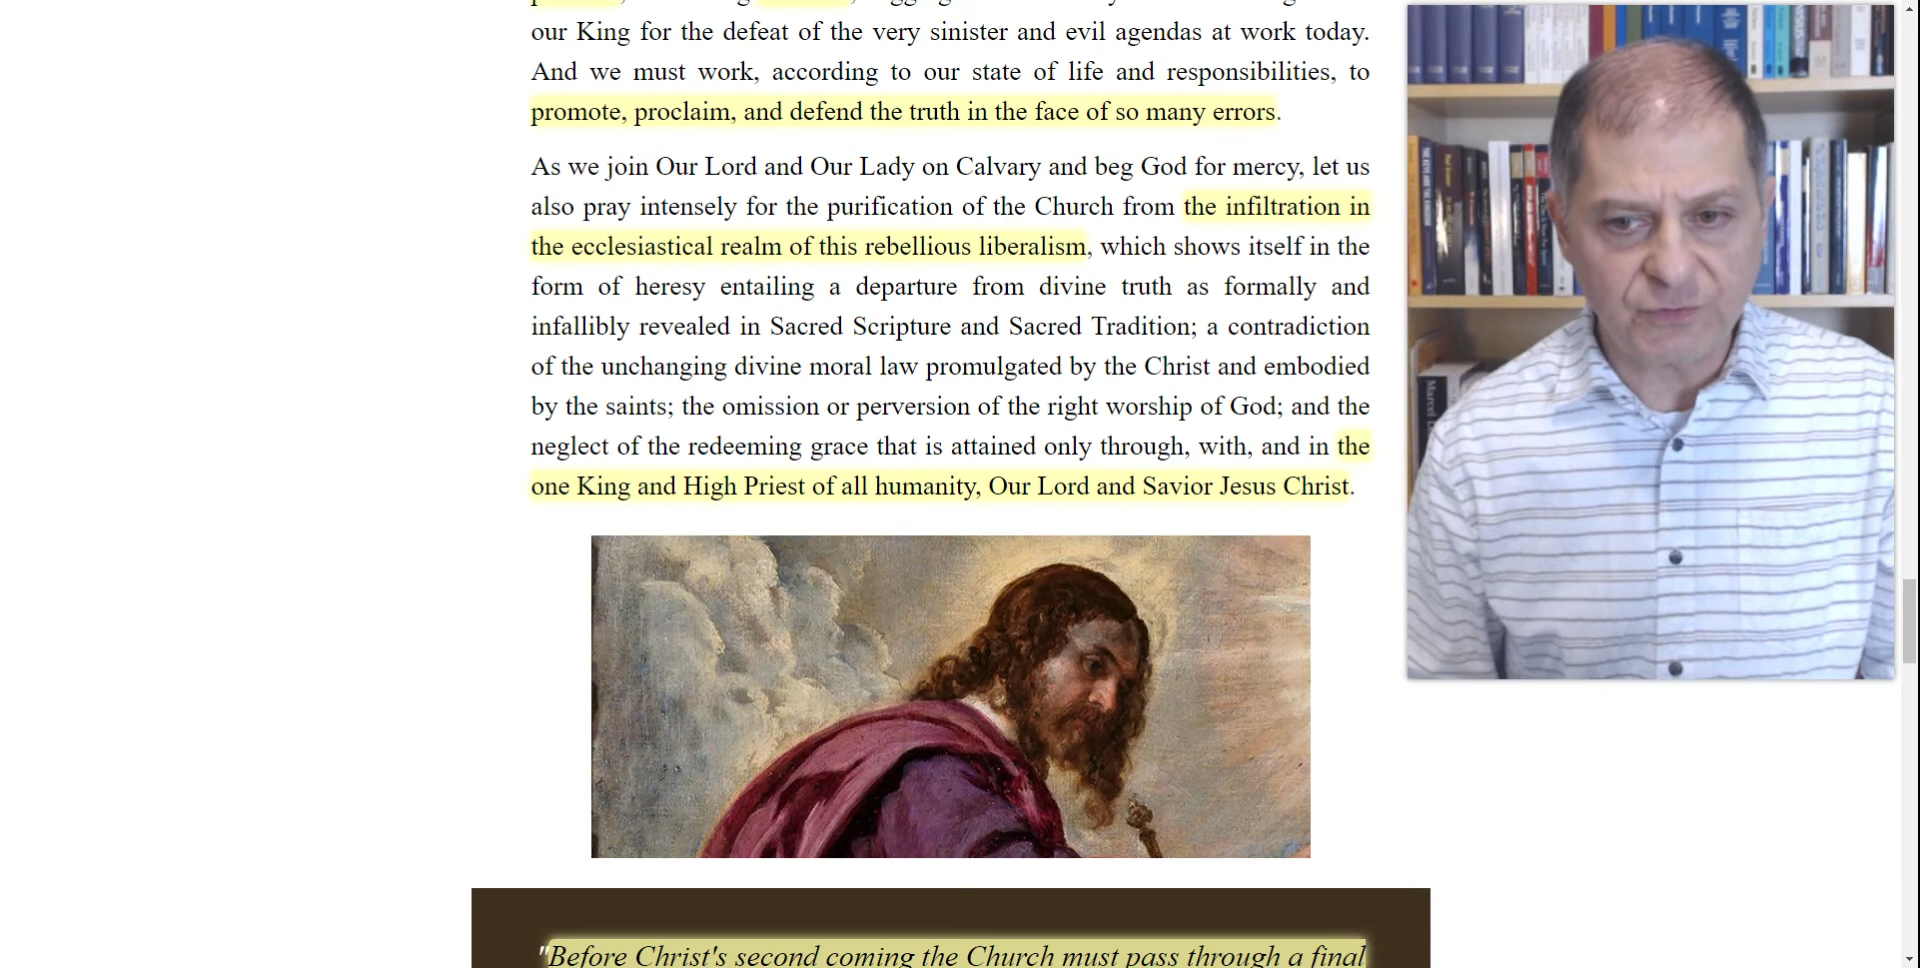 our King for the defeat of the very sinister and evil agendas at work today.
And we must work, according to our state of life and responsibilities, to
promote, proclaim, and defend the truth in the face of so many errors.
As we join Our Lord and Our Lady on Calvary and beg God for mercy, let us
also pray intensely for the purification of the Church from the infiltration in
the ecclesiastical realm of this rebellious liberalism, which shows itself in the
form of heresy entailing a departure from divine truth as formally and
infallibly revealed in Sacred Scripture and Sacred Tradition; a contradiction
of the unchanging divine moral law promulgated by the Christ and embodied
by the saints; the omission or perversion of the right worship of God; and the
neglect of the redeeming grace that is attained only through, with, and in the
one King and High Priest of all humanity, Our Lord and Savior Jesus Christ.
"Before Christ's second coming the Church must pass through a final
Marcel